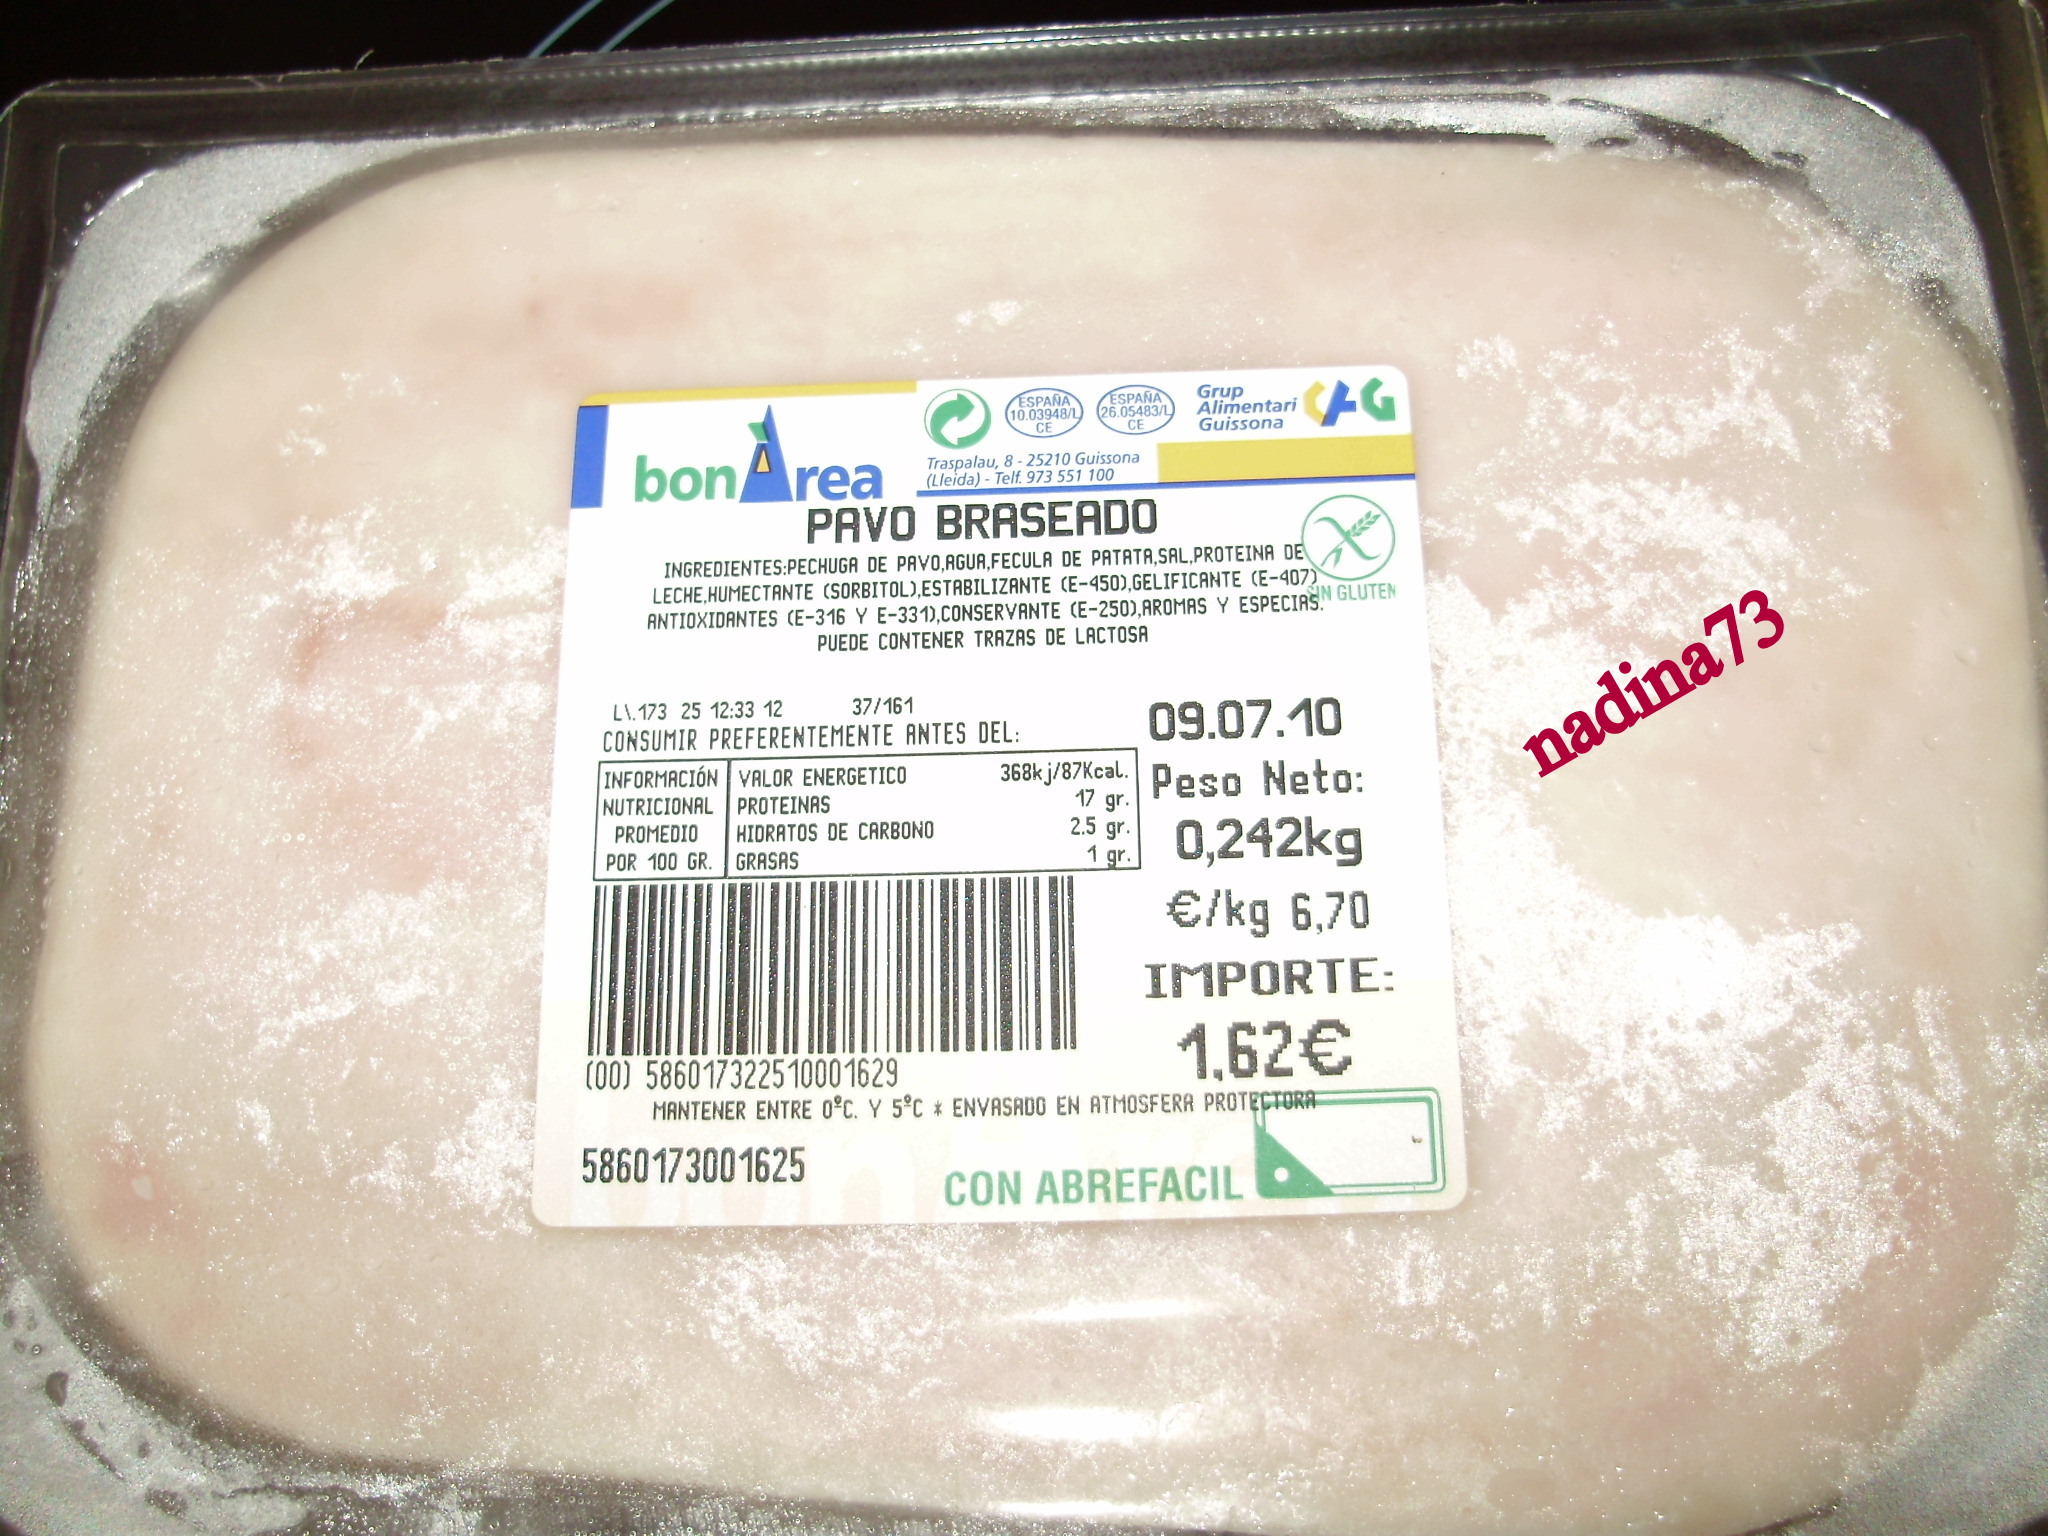 bonÀrea
ESPAÑA
10.03948/L
CE
ESPAÑA
26.05483/L
CE
Grup
Alimentari
Guissona
CAG
Traspalau, 8 - 25210 Guissona
(Lleida) - Telf. 973 551 100
PAVO BRASEADO
INGREDIENTES:PECHUGA DE PAVO,AGUA,FECULA DE PATATA,SAL,PROTEINA DE
LECHE,HUMECTANTE (SORBITOL),ESTABILIZANTE (E-450),GELIFICANTE (E-407)
ANTIOXIDANTES (E-316 Y E-331),CONSERVANTE (E-250),AROMAS Y ESPECIAS.
PUEDE CONTENER TRAZAS DE LACTOSA
SIN GLUTEN
L\.173 25 12:33 12 37/161
CONSUMIR PREFERENTEMENTE ANTES DEL:
09.07.10
INFORMACIÓN
NUTRICIONAL
PROMEDIO
POR 100 GR.
VALOR ENERGETICO 368kj/87Kcal.
PROTEINAS 17 gr.
HIDRATOS DE CARBONO 2.5 gr.
GRASAS 1 gr.
Peso Neto:
0,242kg
€/kg 6,70
IMPORTE:
1,62€
(00) 586017322510001629
MANTENER ENTRE 0ºC. Y 5ºC * ENVASADO EN ATMOSFERA PROTECTORA
5860173001625
CON ABREFACIL
nadina73